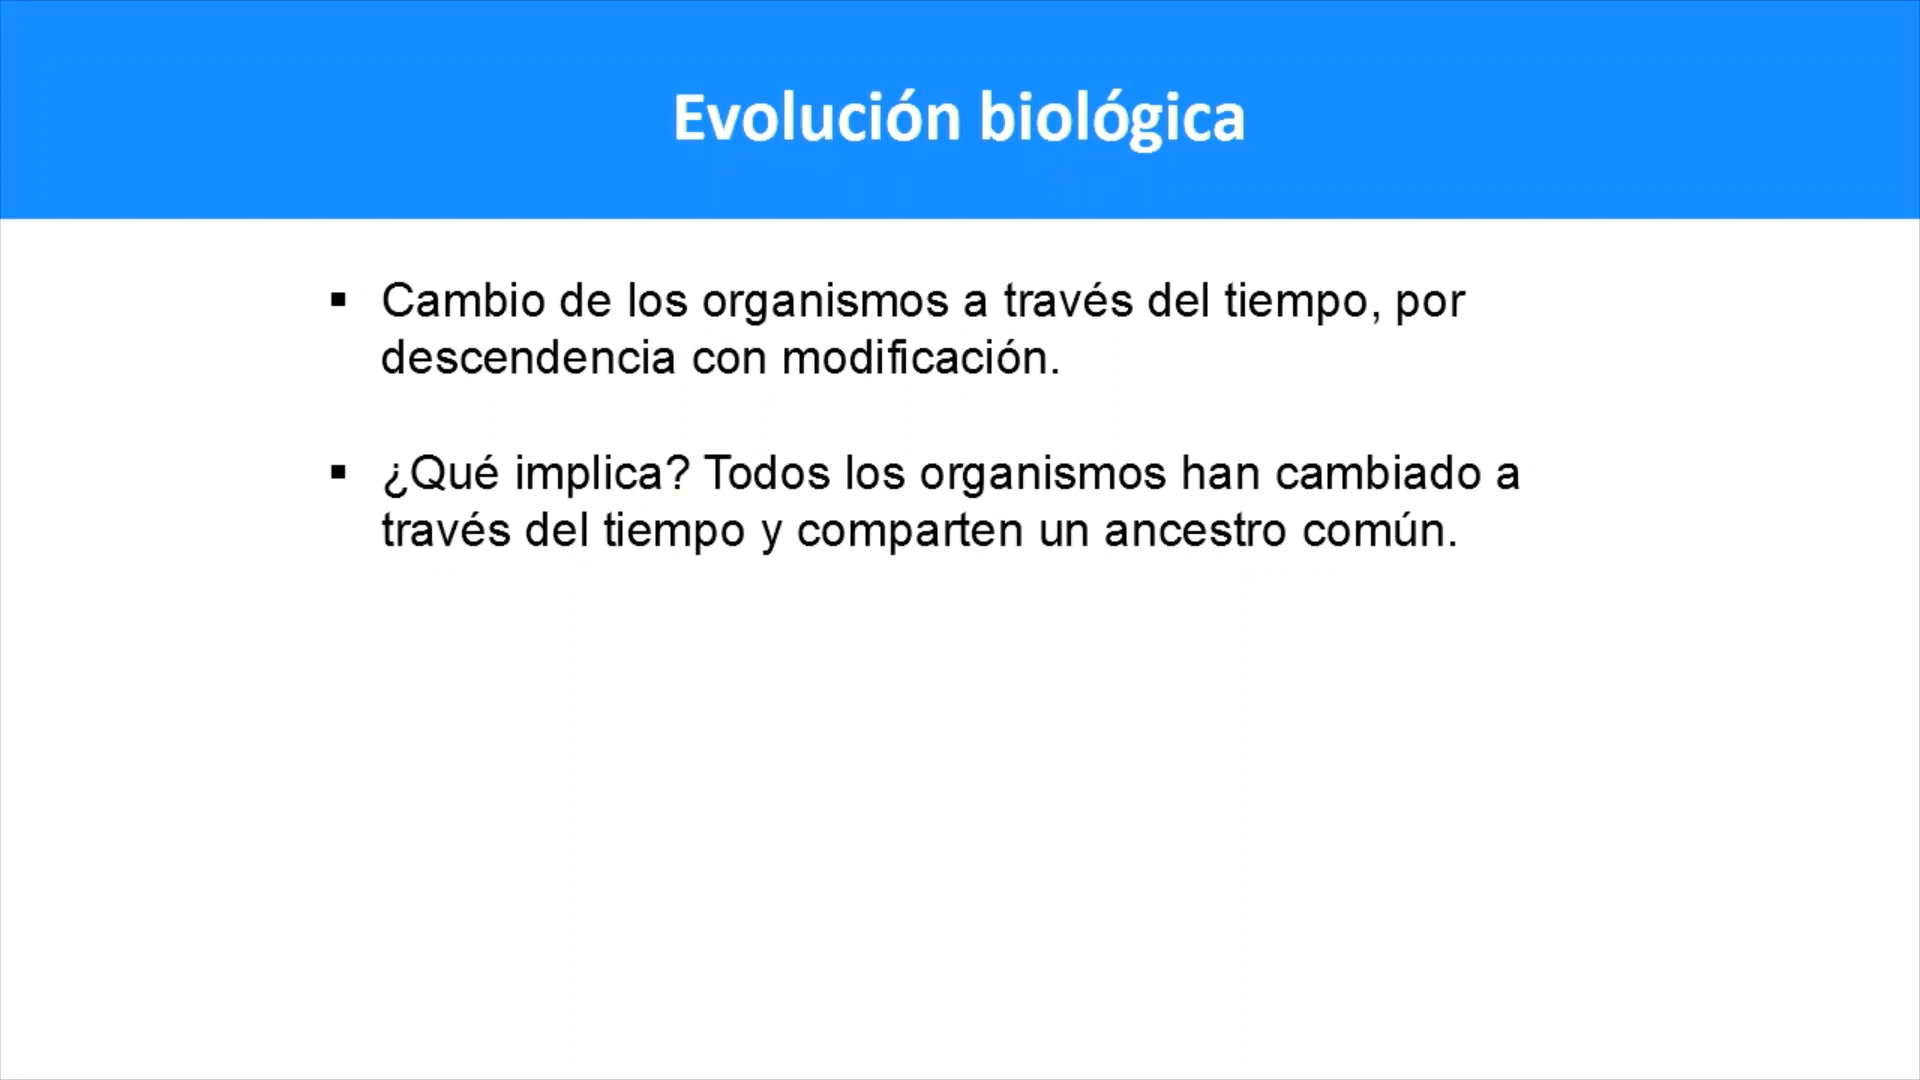 Evolución biológica
▪ Cambio de los organismos a través del tiempo, por
descendencia con modificación.
▪ ¿Qué implica? Todos los organismos han cambiado a
través del tiempo y comparten un ancestro común.